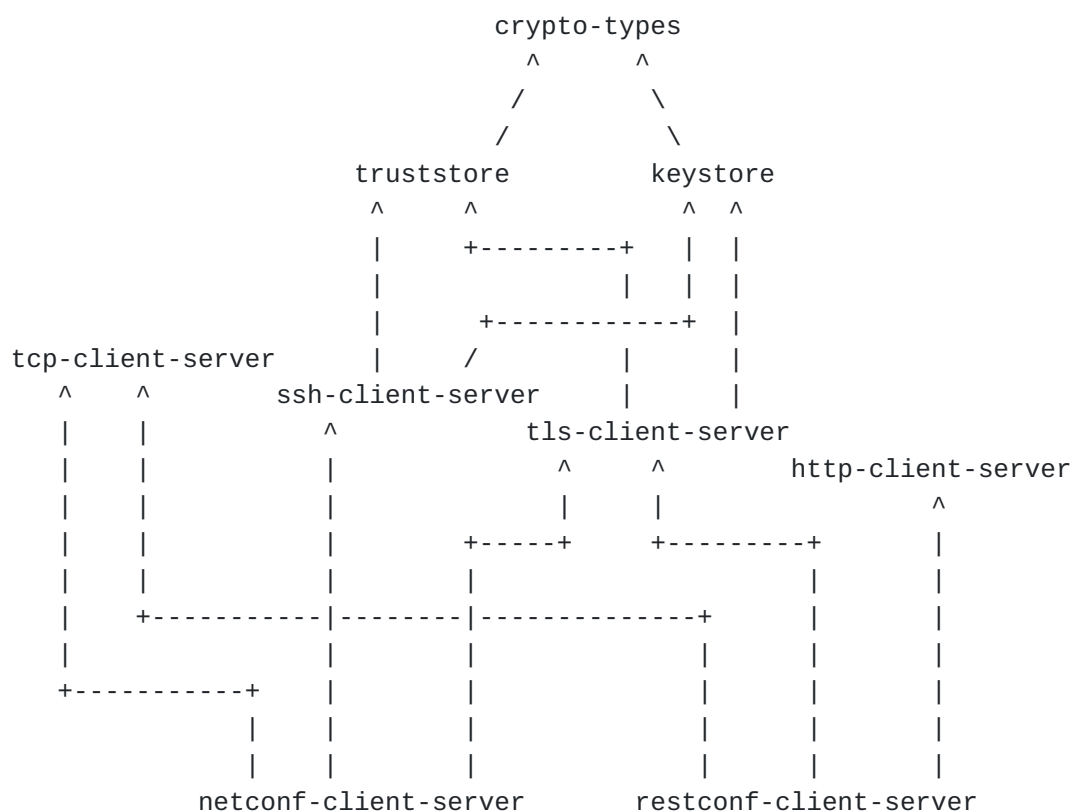 crypto-types
^ ^
/ \
/ \
truststore keystore
^ ^ ^ ^
| +---------+ | |
| | | |
| +------------+ |
tcp-client-server | / | |
^ ^ ssh-client-server | |
| | ^ tls-client-server
| | | ^ ^ http-client-server
| | | | | ^
| | | +-----+ +---------+ |
| | | | | |
| +-----------|--------|--------------+ | |
| | | | | |
+-----------+ | | | | |
| | | | | |
| | | | | |
netconf-client-server restconf-client-server